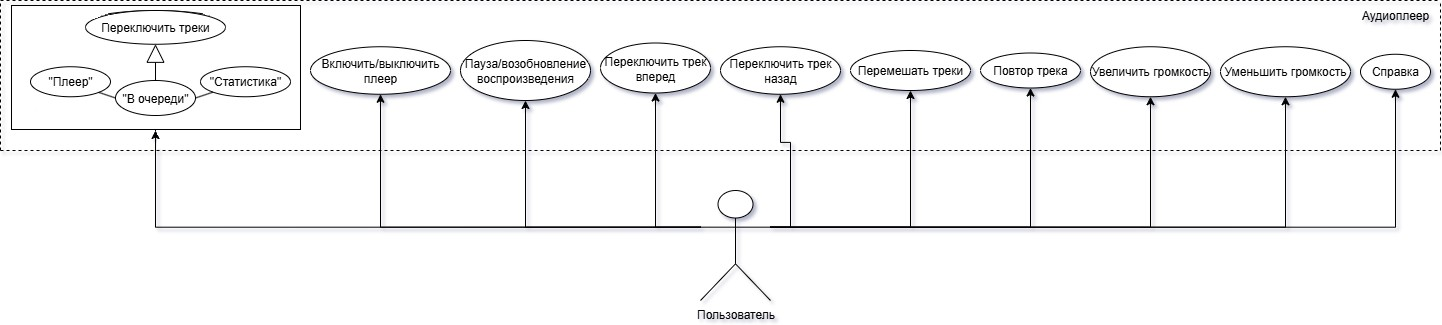 Аудиоплеер
Переключить треки
"Плеер"
"Статистика"
"В очереди"
Включить/выключить
плеер
Пауза/возобновление
воспроизведения
Переключить трек
вперед
Переключить трек
назад
Перемешать треки
Повтор трека
Увеличить громкость
Уменьшить громкость
Справка
Пользователь